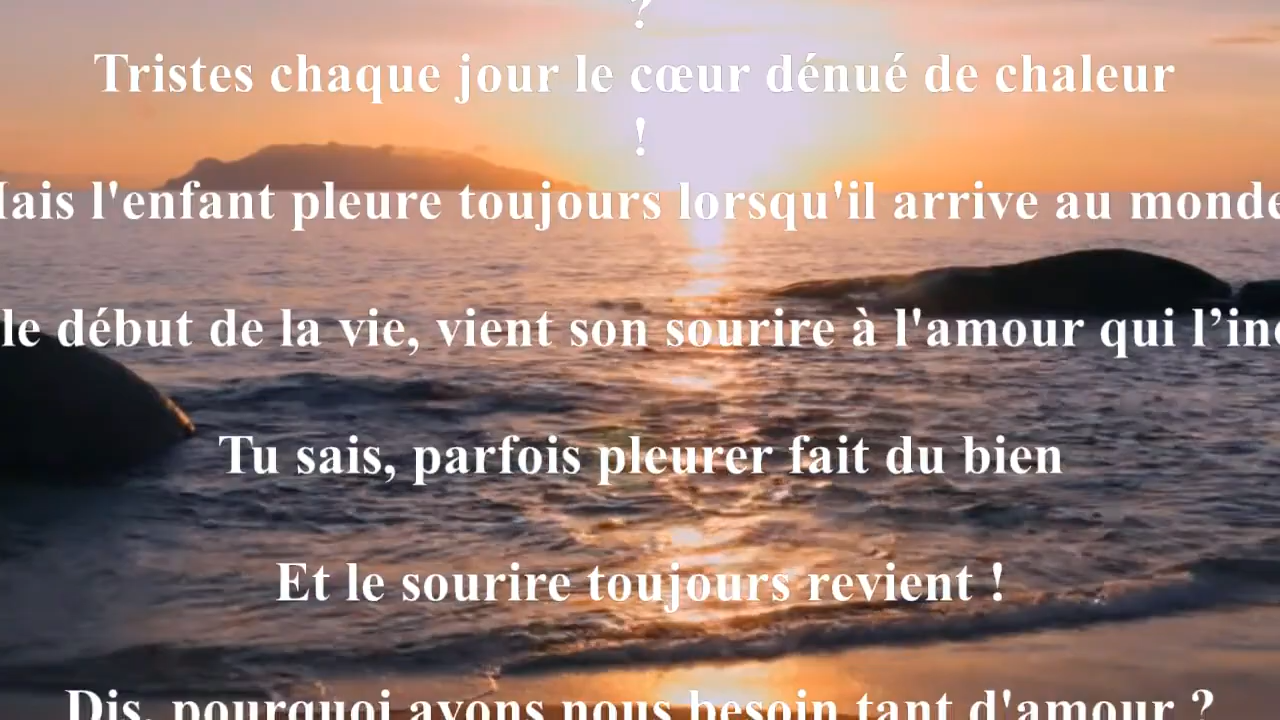 ?
Tristes chaque jour le cœur dénué de chaleur
!
l'enfant pleure toujours lorsqu'il arrive au monde
le début de la vie, vient son sourire à l'amour qui
Tu sais, parfois pleurer fait du bien
Et le sourire toujours revient !
Dis, pourquoi avons nous besoin tant d'amour ?